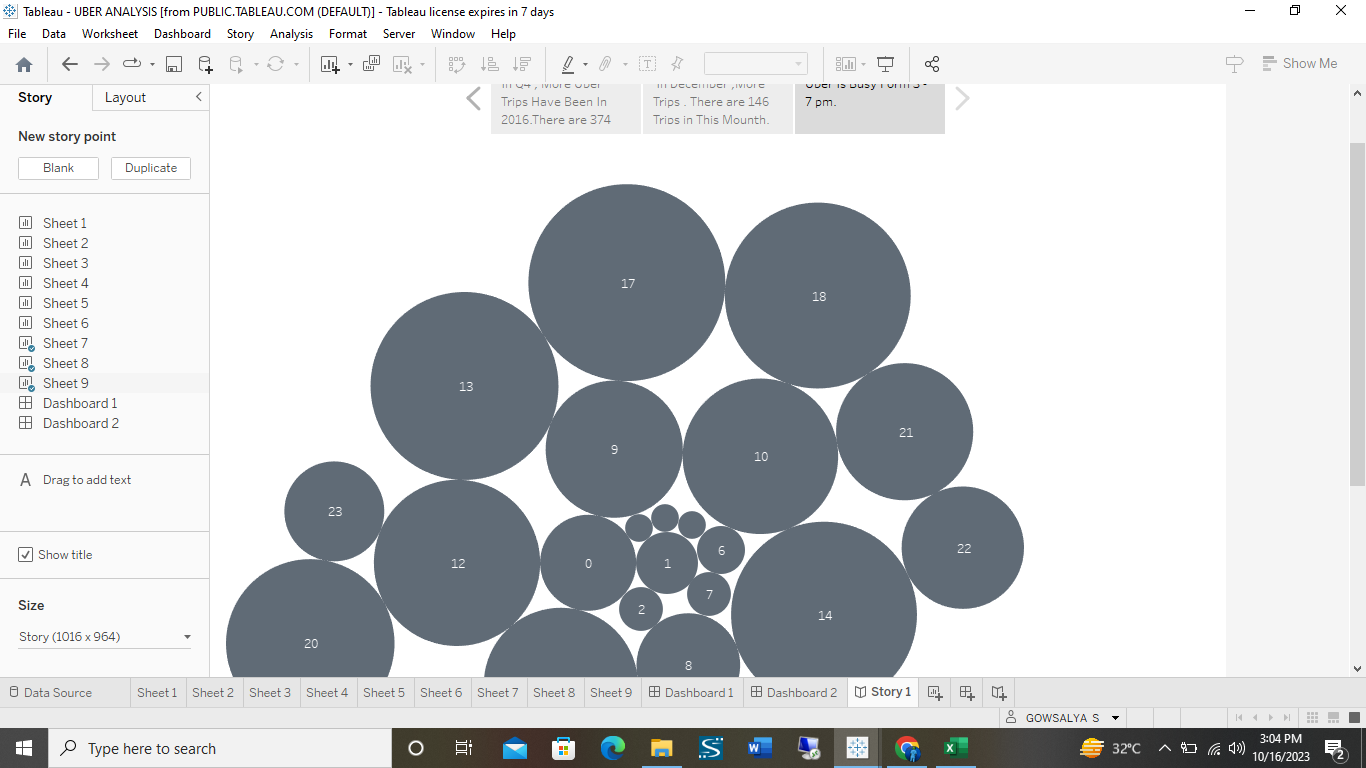 Tableau - UBER ANALYSIS [from PUBLIC.TABLEAU.COM (DEFAULT)] - Tableau license expires in 7 days
File Data Worksheet Dashboard Story Analysis Format Server Window Help
Show Me
Story Layout
New story point
Blank Duplicate
Sheet 1
Sheet 2
Sheet 3
Sheet 4
Sheet 5
Sheet 6
Sheet 7
Sheet 8
Sheet 9
Dashboard 1
Dashboard 2
A Drag to add text
Show title
Size
Story (1016 x 964)
In Q4 , More Uber
Trips Have Been In
2016.There are 374
In December ,More
Trips . There are 146
Trips in This Mounth.
Uber is Busy Form 3 -
7 pm.
17
18
13
21
9
10
23
22
6
12
0
1
7
2
14
20
8
Data Source Sheet 1 Sheet 2 Sheet 3 Sheet 4 Sheet 5 Sheet 6 Sheet 7 Sheet 8 Sheet 9 Dashboard 1 Dashboard 2 Story 1
GOWSALYA S
Type here to search
32°C
3:04 PM
10/16/2023
2